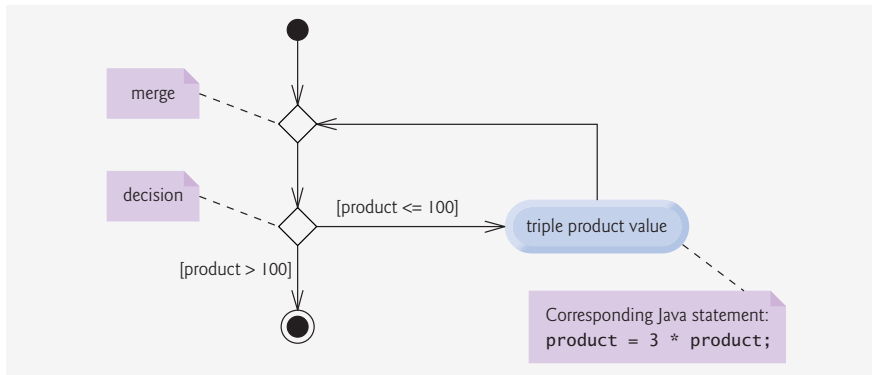 merge
decision
[product <= 100]
triple product value
[product > 100]
Corresponding Java statement:
product = 3 * product;